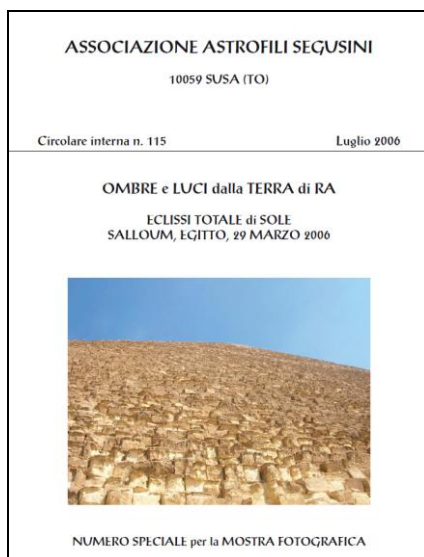 ASSOCIAZIONE ASTROFILI SEGUSINI
10059 SUSA (TO)
Circolare interna n. 115 Luglio 2006
OMBRE e LUCI dalla TERRA di RA
ECLISSI TOTALE di SOLE
SALLOUM, EGITTO, 29 MARZO 2006
NUMERO SPECIALE per la MOSTRA FOTOGRAFICA